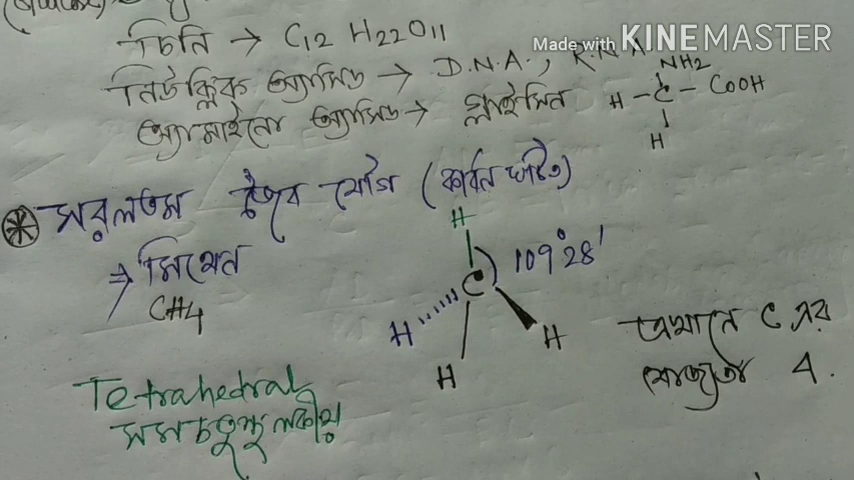 চিনি → C12 H22O11
Made with KINEMASTER
নিউক্লিক অ্যাসিড → D.N.A., R.N.A.
অ্যামাইনো অ্যাসিড → গ্লাইসিন
NH2
H - C - COOH
H
সরলতম জৈব যৌগ (কার্বন ঘটিত)
⇒ মিথেন
CH4
H
C
109°28'
H
H
H
এখানে C এর
যোজ্যতা 4.
Tetrahedral
সমচতুস্তলকীয়